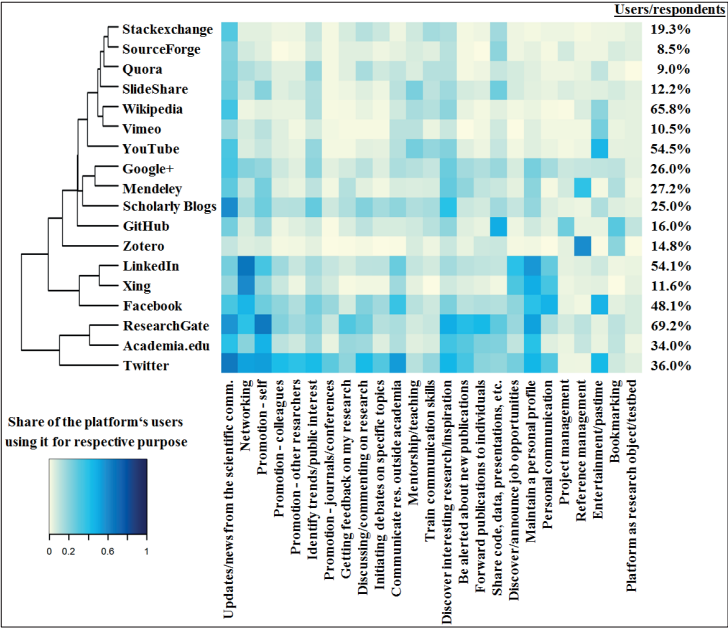 Users/respondents
Stackexchange 19.3%
SourceForge 8.5%
Quora 9.0%
SlideShare 12.2%
Wikipedia 65.8%
Vimeo 10.5%
YouTube 54.5%
Google+ 26.0%
Mendeley 27.2%
Scholarly Blogs 25.0%
GitHub 16.0%
Zotero 14.8%
LinkedIn 54.1%
Xing 11.6%
Facebook 48.1%
ResearchGate 69.2%
Academia.edu 34.0%
Twitter 36.0%
Share of the platform‘s users
using it for respective purpose
0 0.2 0.6 1
Updates/news from the scientific comm.
Networking
Promotion - self
Promotion - colleagues
Promotion - other resarchers
Identify trends/public interest
Promotion - journals/conferences
Getting feedback on my research
Discussing/commenting on research
Initiating debates on specific topics
Communicate res. outside academia
Mentorship/teaching
Train communication skills
Discover interesting research/inspiration
Be alerted about new publications
Forward publications to individuals
Share code, data, presentations, etc.
Discover/announce job opportunities
Maintain a personal profile
Personal communication
Project management
Reference management
Entertainment/pastime
Bookmarking
Platform as research object/testbed